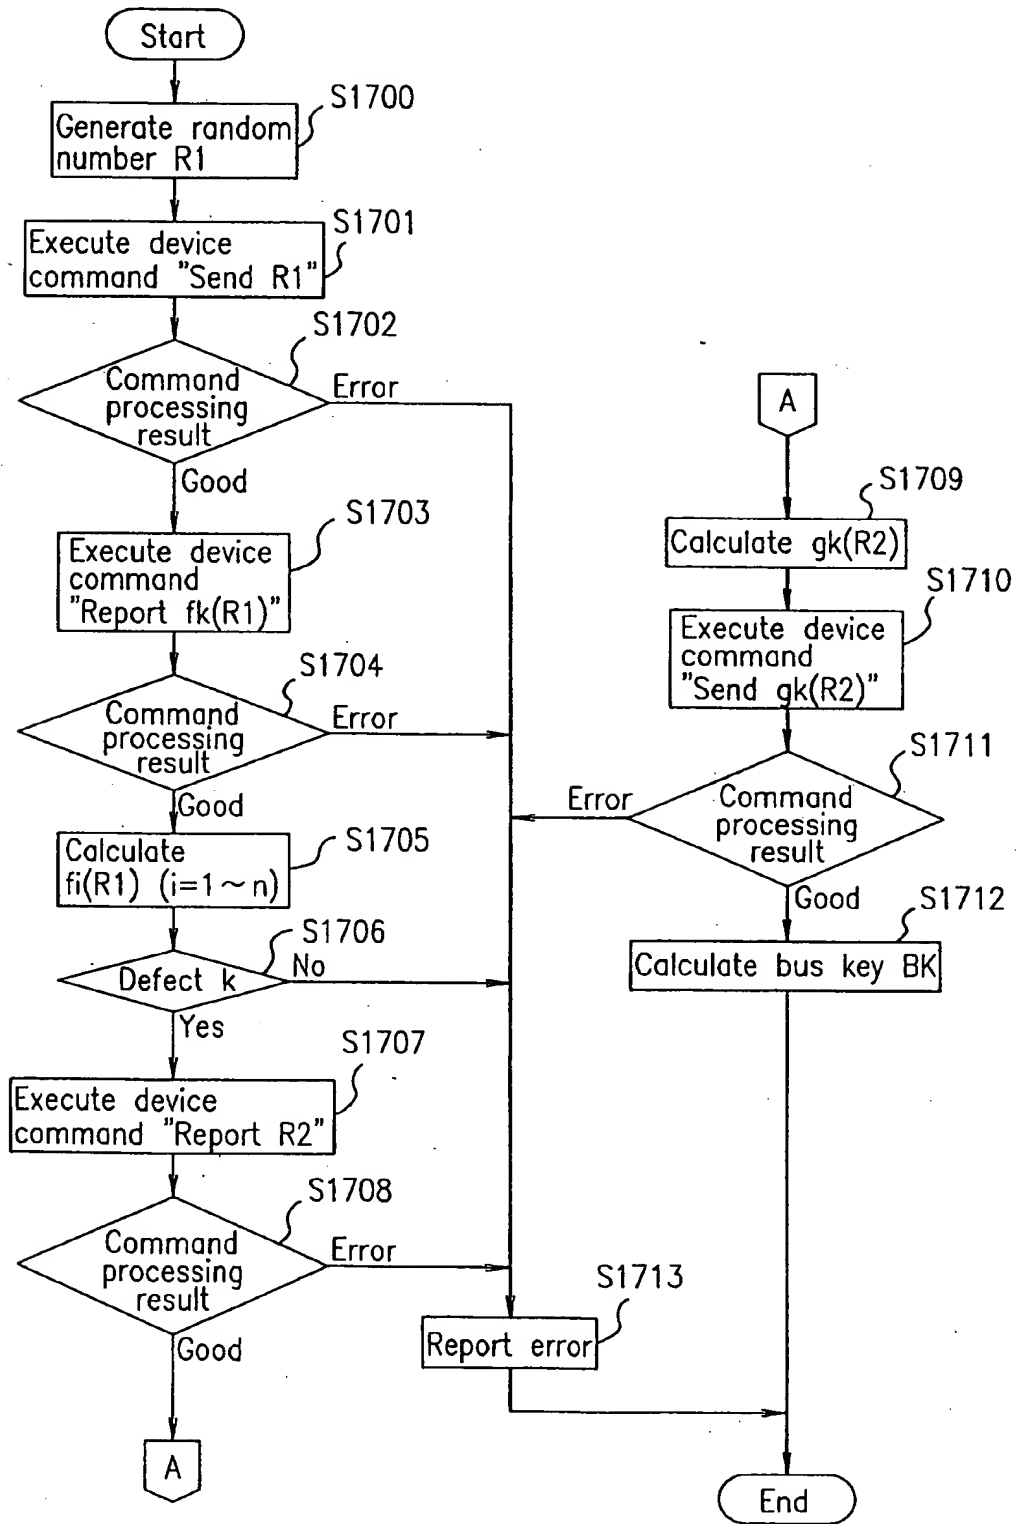 Start
S1700
Generate random
number R1
S1701
Execute device
command "Send R1"
S1702
Command
processing
result
Error
Good
S1703
Execute device
command
"Report fk(R1)"
S1704
Command
processing
result
Error
Good
S1705
Calculate
fi(R1) (i=1~n)
S1706
Defect k
No
Yes
S1707
Execute device
command "Report R2"
S1708
Command
processing
result
Error
Good
A
A
S1709
Calculate gk(R2)
S1710
Execute device
command
"Send gk(R2)"
S1711
Command
processing
result
Error
Good
S1712
Calculate bus key BK
S1713
Report error
End